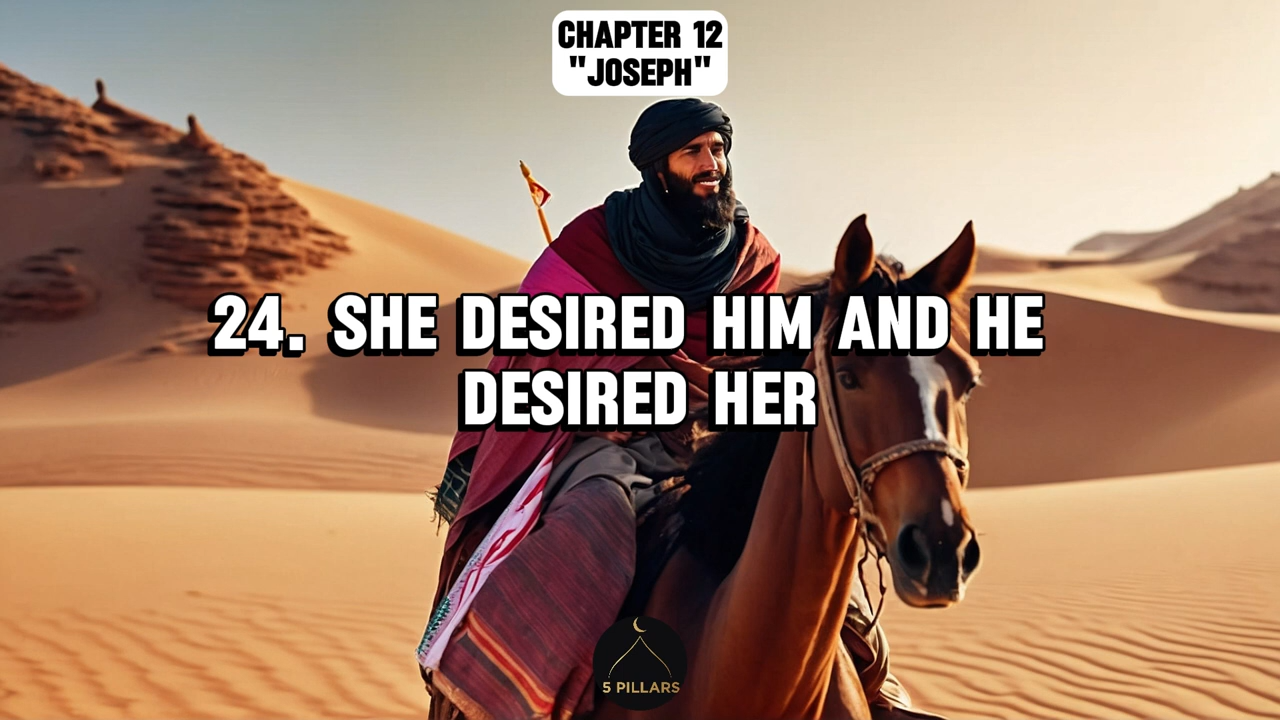 CHAPTER 12
"JOSEPH"
24. SHE DESIRED HIM AND HE
DESIRED HER
5 PILLARS